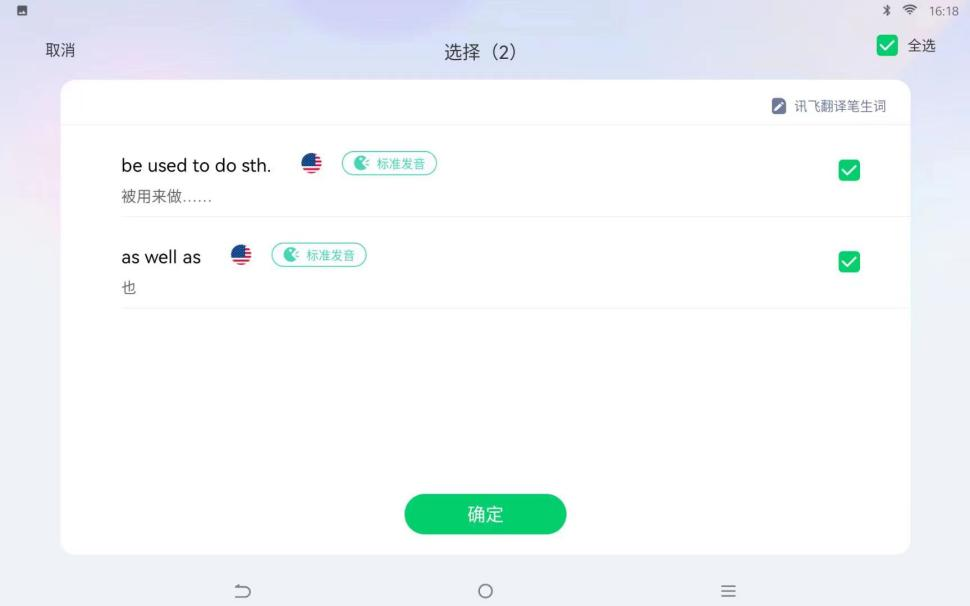 16:18
取消
选择（2）
全选
讯飞翻译笔生词
be used to do sth.
标准发音
被用来做……
as well as
标准发音
也
确定